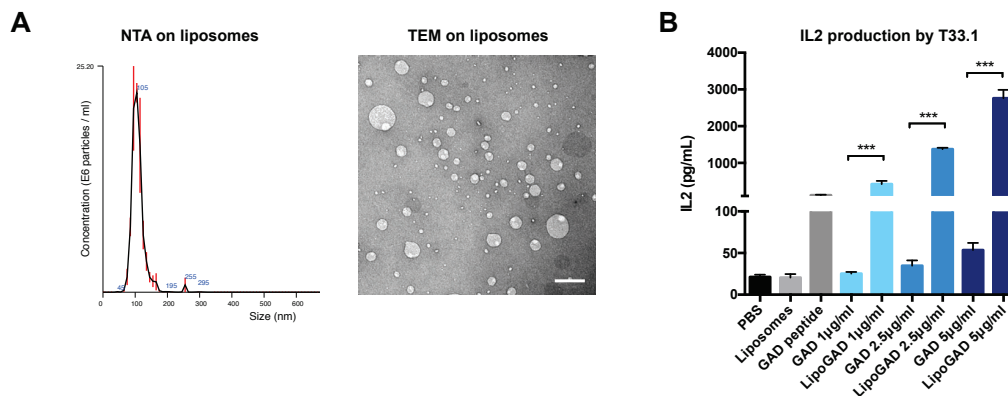 A
NTA on liposomes
25.20
Concentration (E6 particles / ml)
105
45
195
255
295
0
100
200
300
400
500
600
Size (nm)
TEM on liposomes
B
IL2 production by T33.1
IL2 (pg/mL)
4000
3000
2000
1000
100
50
0
***
***
***
PBS
Liposomes
GAD peptide
GAD 1µg/ml
LipoGAD 1µg/ml
GAD 2.5µg/ml
LipoGAD 2.5µg/ml
GAD 5µg/ml
LipoGAD 5µg/ml